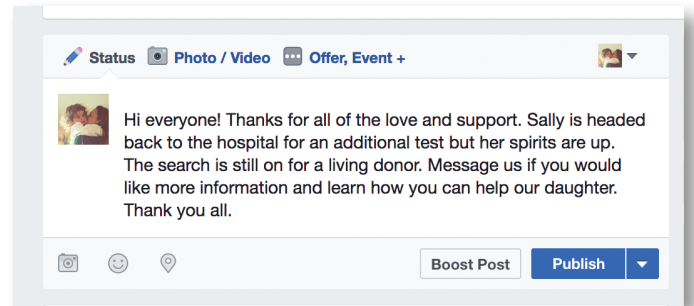 Status Photo / Video Offer, Event +
Hi everyone! Thanks for all of the love and support. Sally is headed
back to the hospital for an additional test but her spirits are up.
The search is still on for a living donor. Message us if you would
like more information and learn how you can help our daughter.
Thank you all.
Boost Post Publish